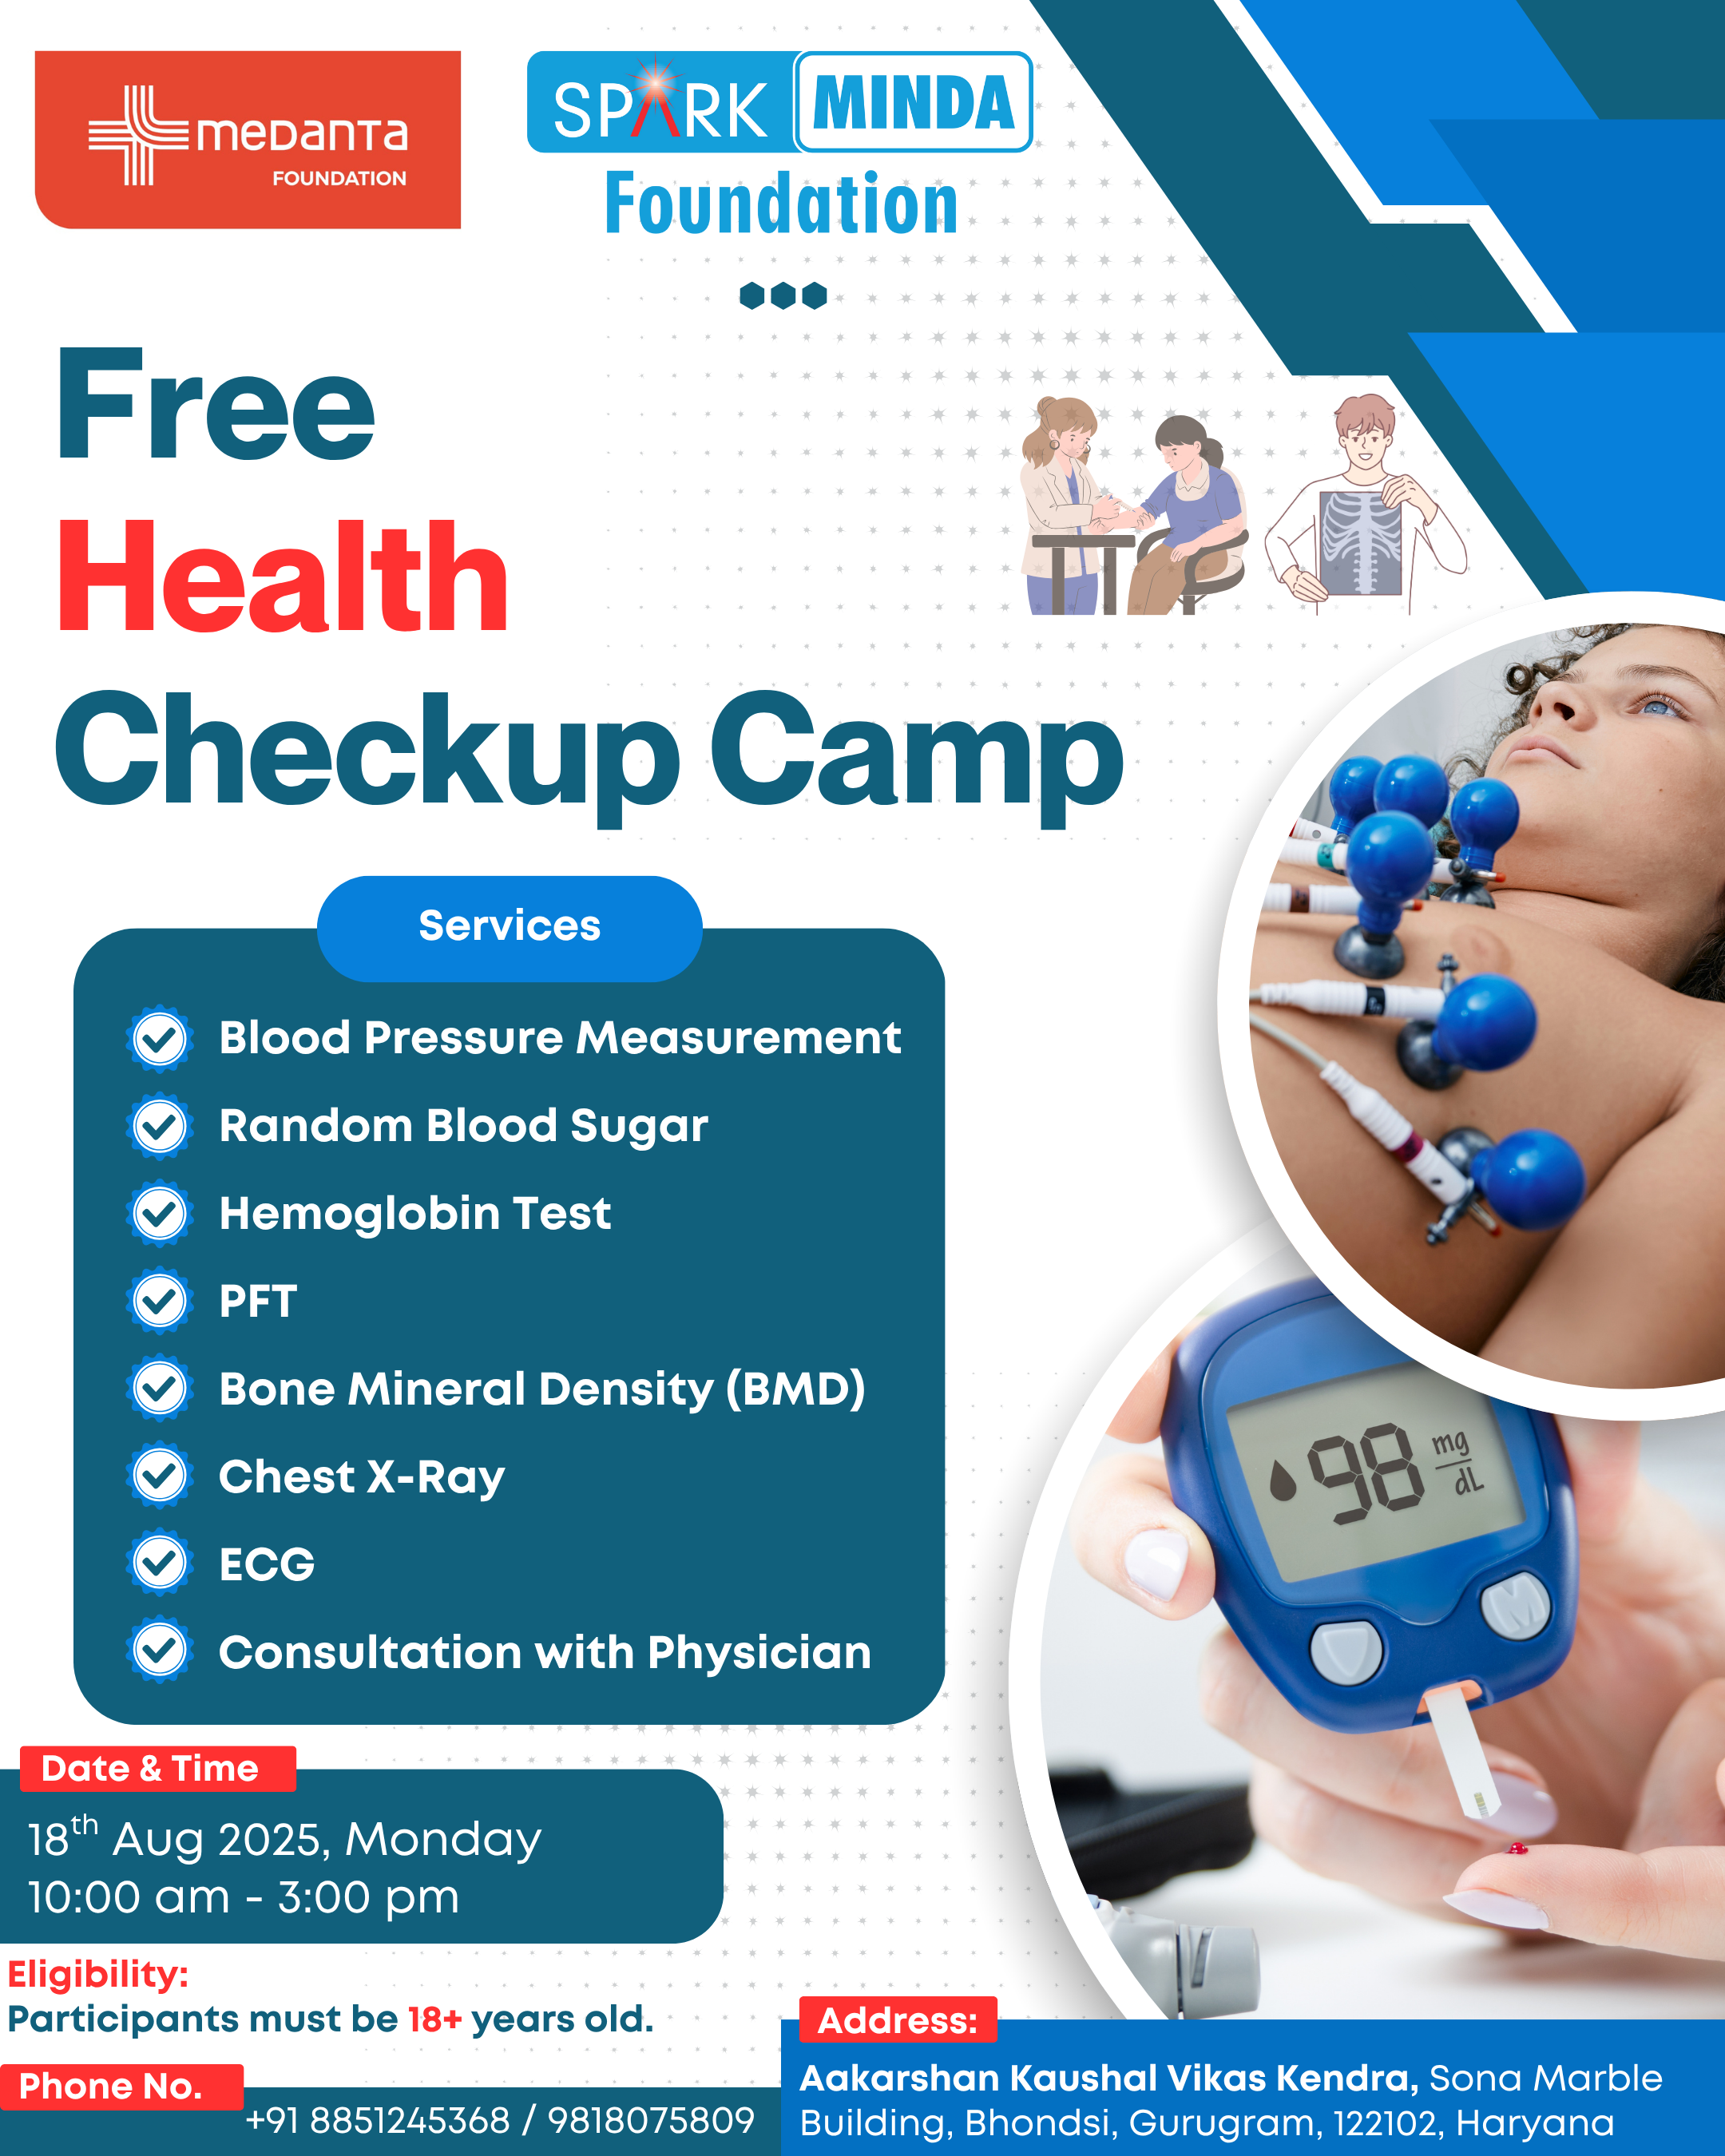 medanta
FOUNDATION
SPARK MINDA
Foundation
Free
Health
Checkup Camp
Services
Blood Pressure Measurement
Random Blood Sugar
Hemoglobin Test
PFT
Bone Mineral Density (BMD)
Chest X-Ray
ECG
Consultation with Physician
98 mg/dL
M
Date & Time
18th Aug 2025, Monday
10:00 am - 3:00 pm
Eligibility:
Participants must be 18+ years old.
Phone No.
+91 8851245368 / 9818075809
Address:
Aakarshan Kaushal Vikas Kendra, Sona Marble
Building, Bhondsi, Gurugram, 122102, Haryana